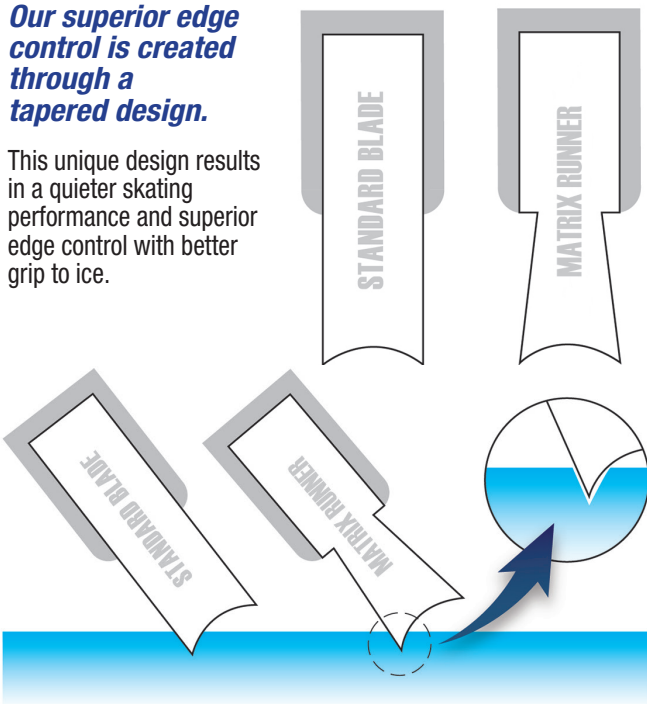 Our superior edge
control is created
through a
tapered design.
This unique design results
in a quieter skating
performance and superior
edge control with better
grip to ice.
STANDARD BLADE
MATRIX RUNNER
STANDARD BLADE
MATRIX RUNNER